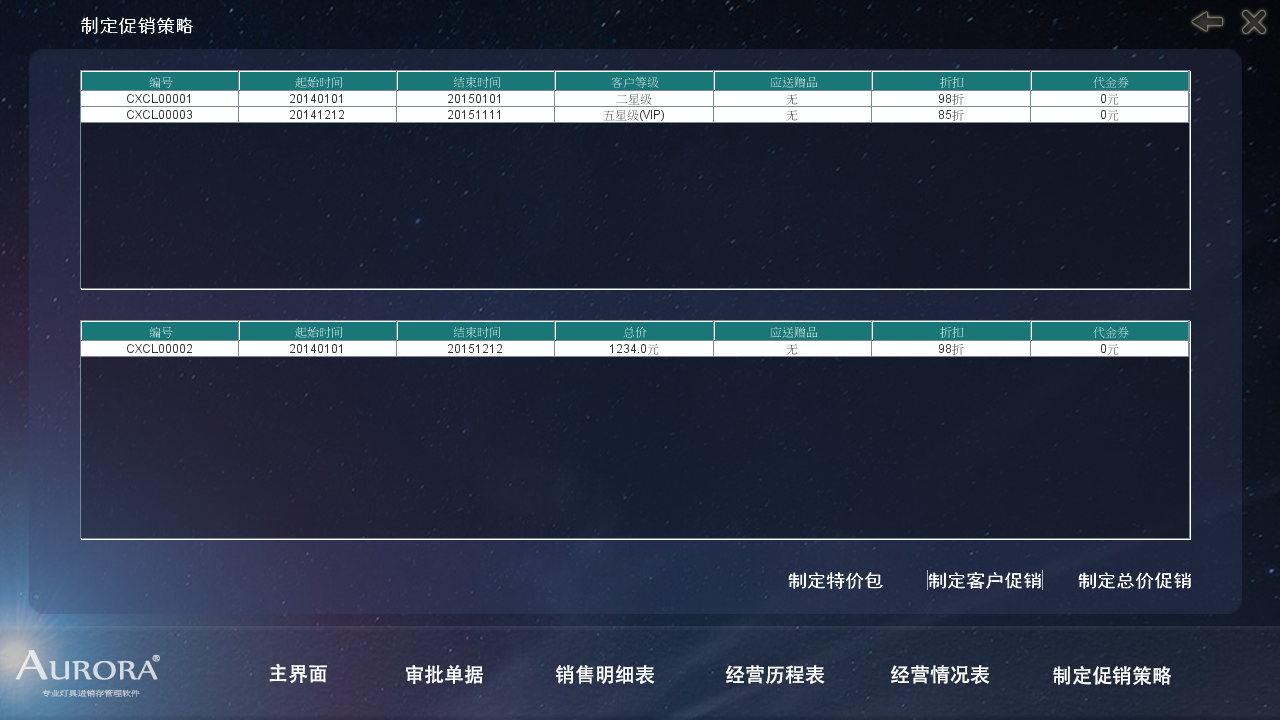 制定促销策略
编号 起始时间 结束时间 客户等级 应送赠品 折扣 代金券
CXCL00001 20140101 20150101 二星级 无 98折 0元
CXCL00003 20141212 20151111 五星级(VIP) 无 85折 0元
编号 起始时间 结束时间 总价 应送赠品 折扣 代金券
CXCL00002 20140101 20151212 1234.0元 无 98折 0元
制定特价包 制定客户促销 制定总价促销
AURORA®
专业灯具进销存管理软件
主界面 审批单据 销售明细表 经营历程表 经营情况表 制定促销策略